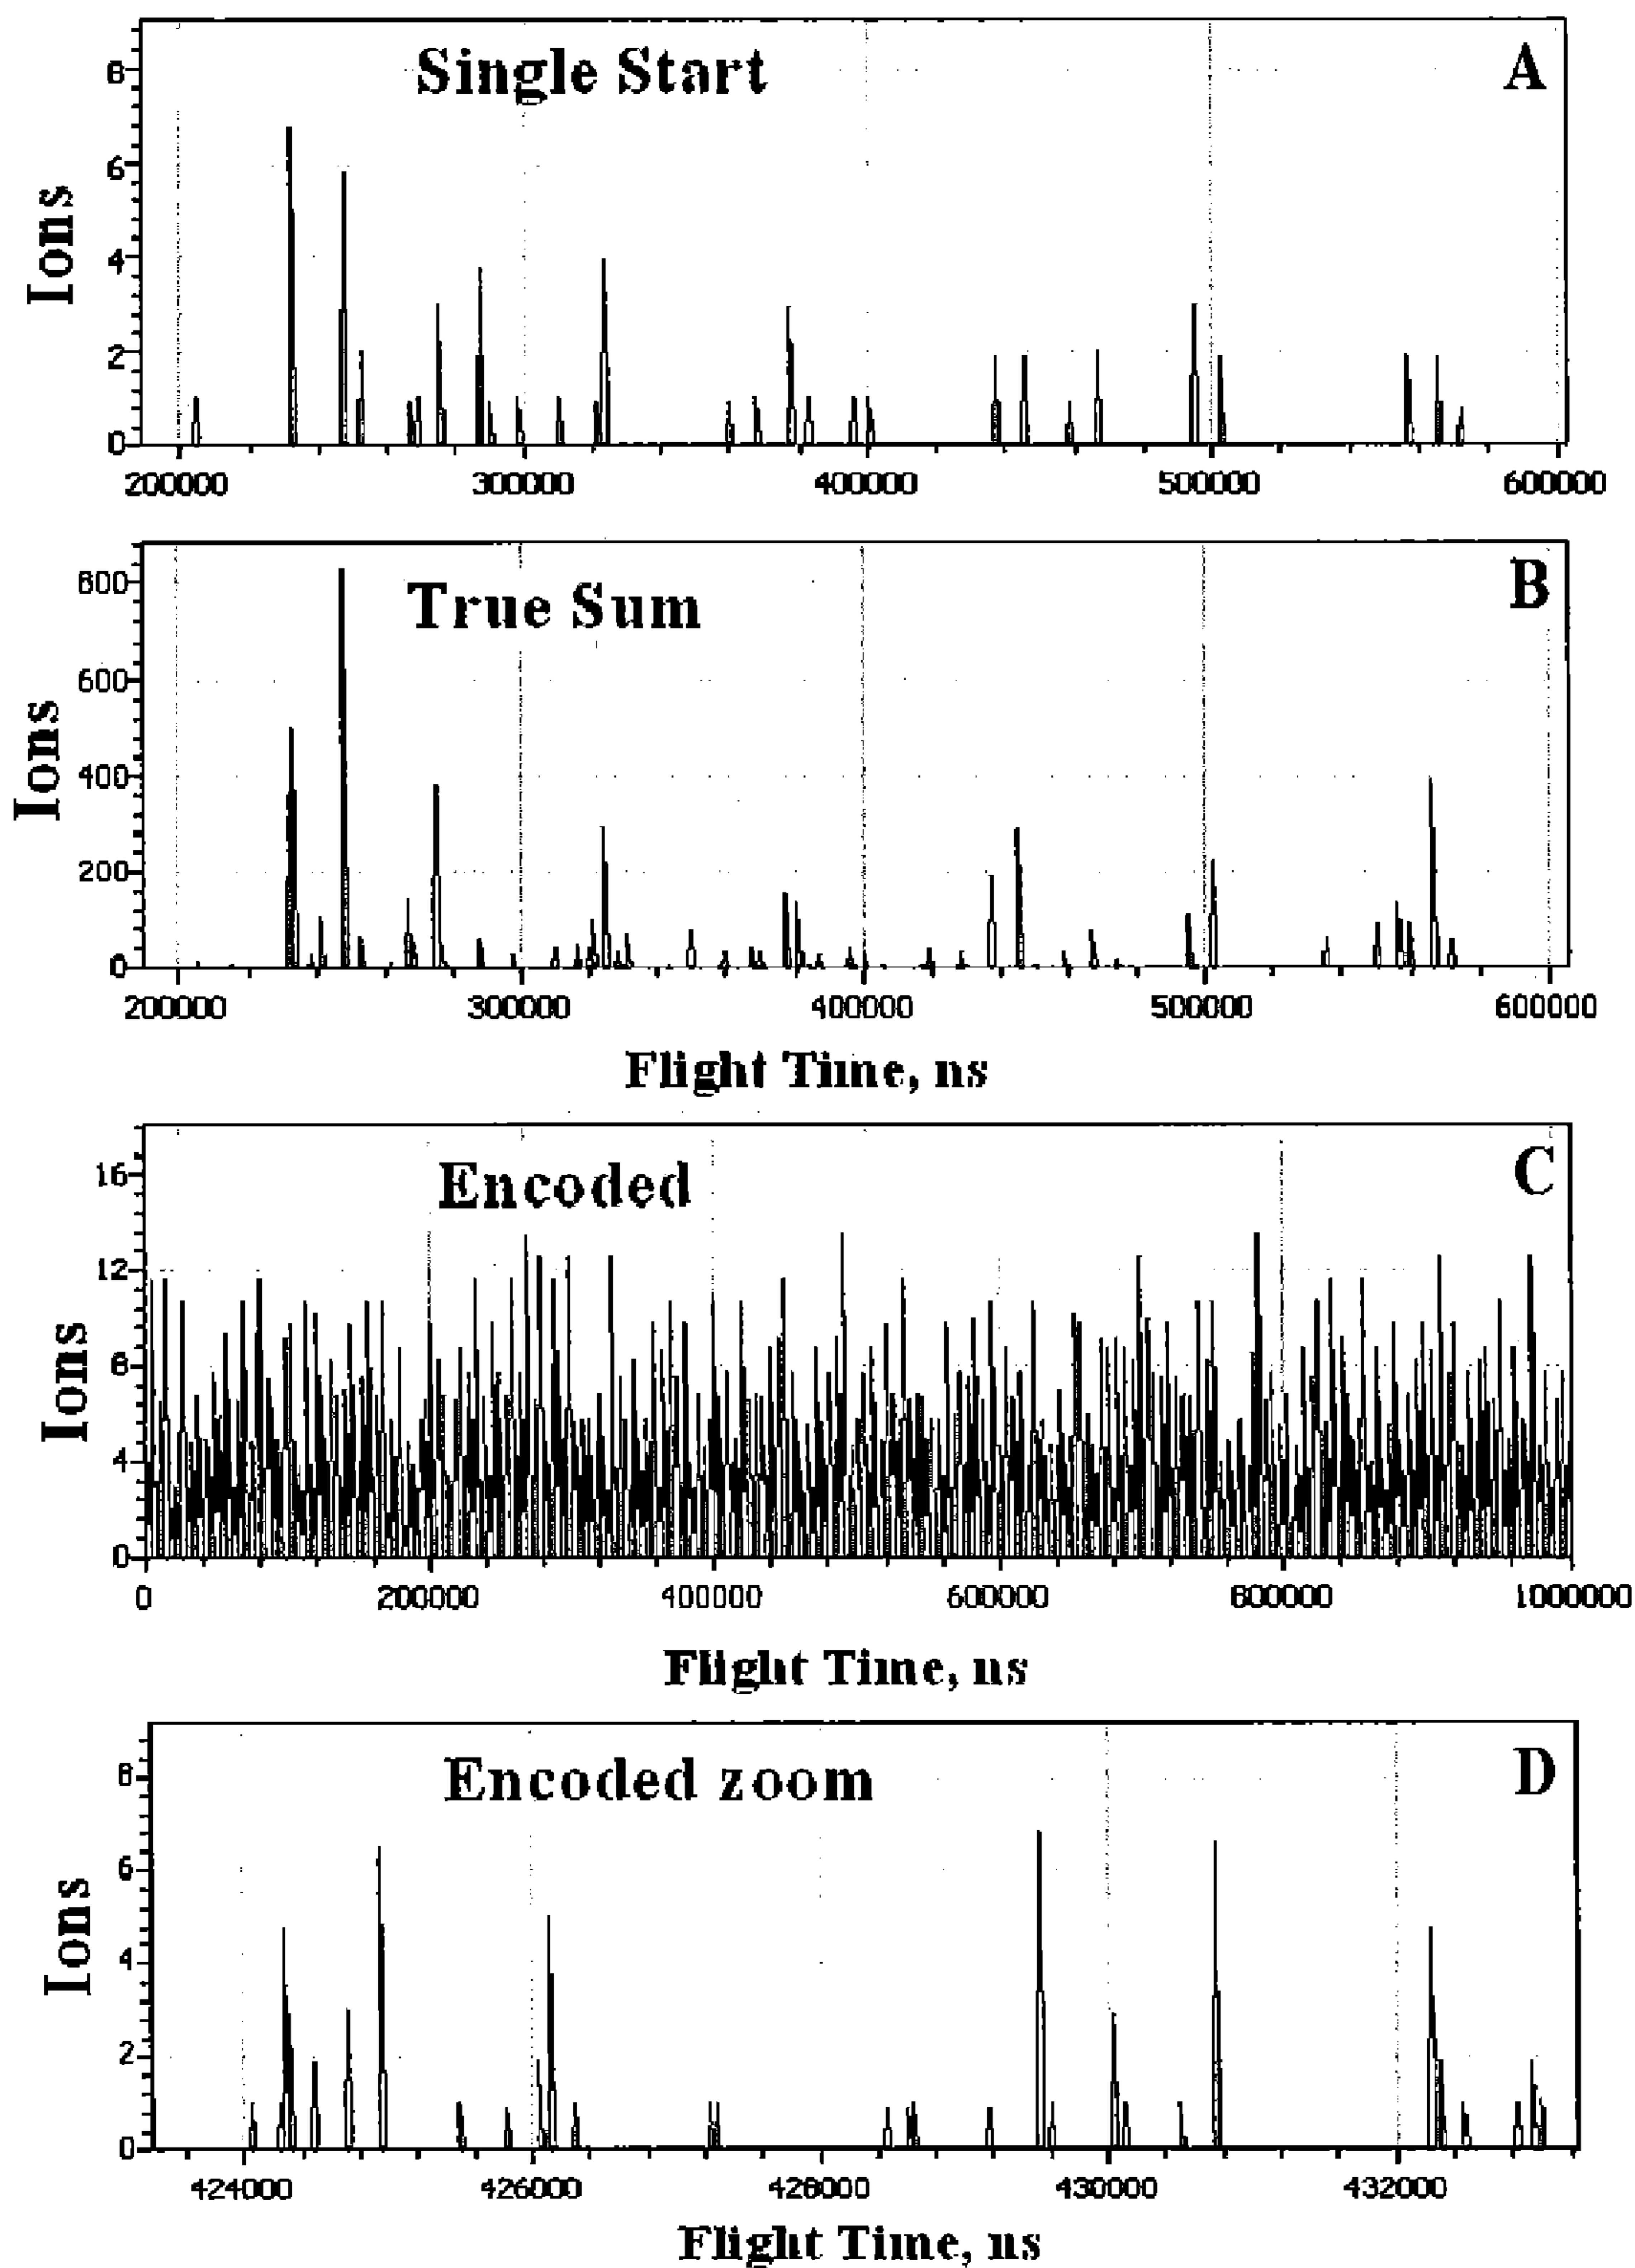 Single Start
A
Ions
8
6
4
2
0
200000 300000 400000 500000 600000
True Sum
B
Ions
800
600
400
200
0
200000 300000 400000 500000 600000
Flight Time, ns
Encoded
C
Ions
16
12
8
4
0
0 200000 400000 600000 800000 1000000
Flight Time, ns
Encoded zoom
D
Ions
8
6
4
2
0
424000 426000 428000 430000 432000
Flight Time, ns